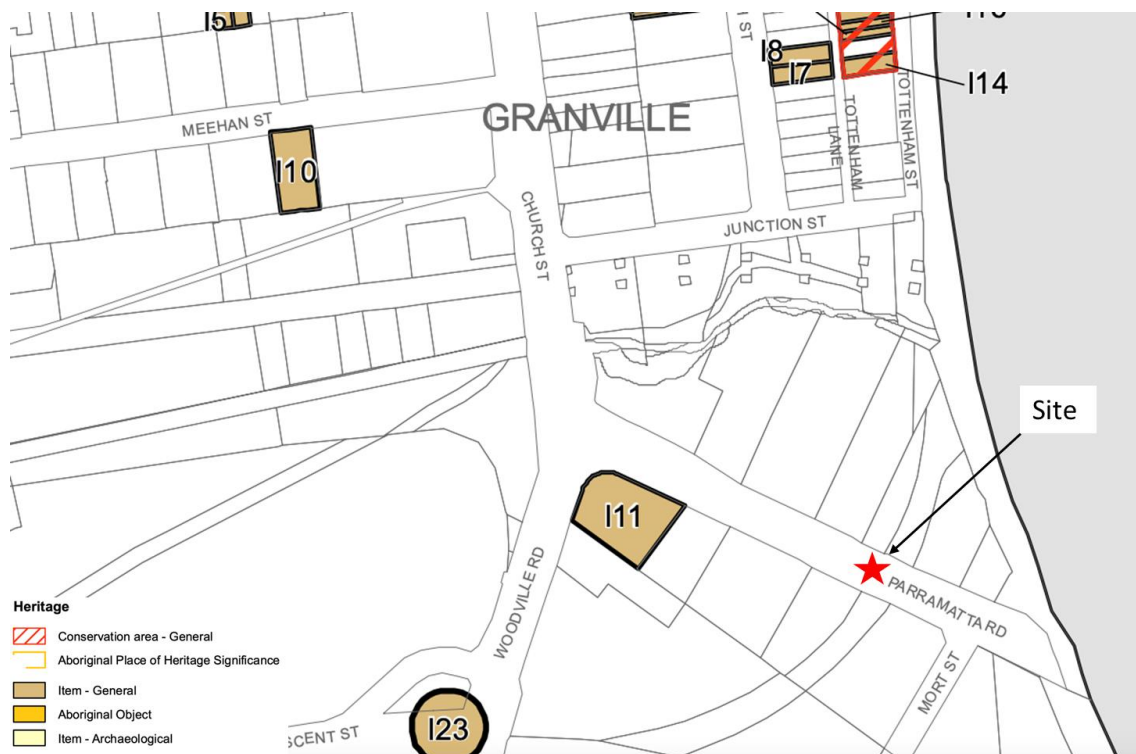 I5
I8
I7
I14
MEEHAN ST
GRANVILLE
TOTTENHAM
LANE
TOTTENHAM ST
I10
CHURCH ST
JUNCTION ST
Site
I11
WOODVILLE RD
PARRAMATTA RD
MORT ST
I23
SCENT ST
Heritage
Conservation area - General
Aboriginal Place of Heritage Significance
Item - General
Aboriginal Object
Item - Archaeological